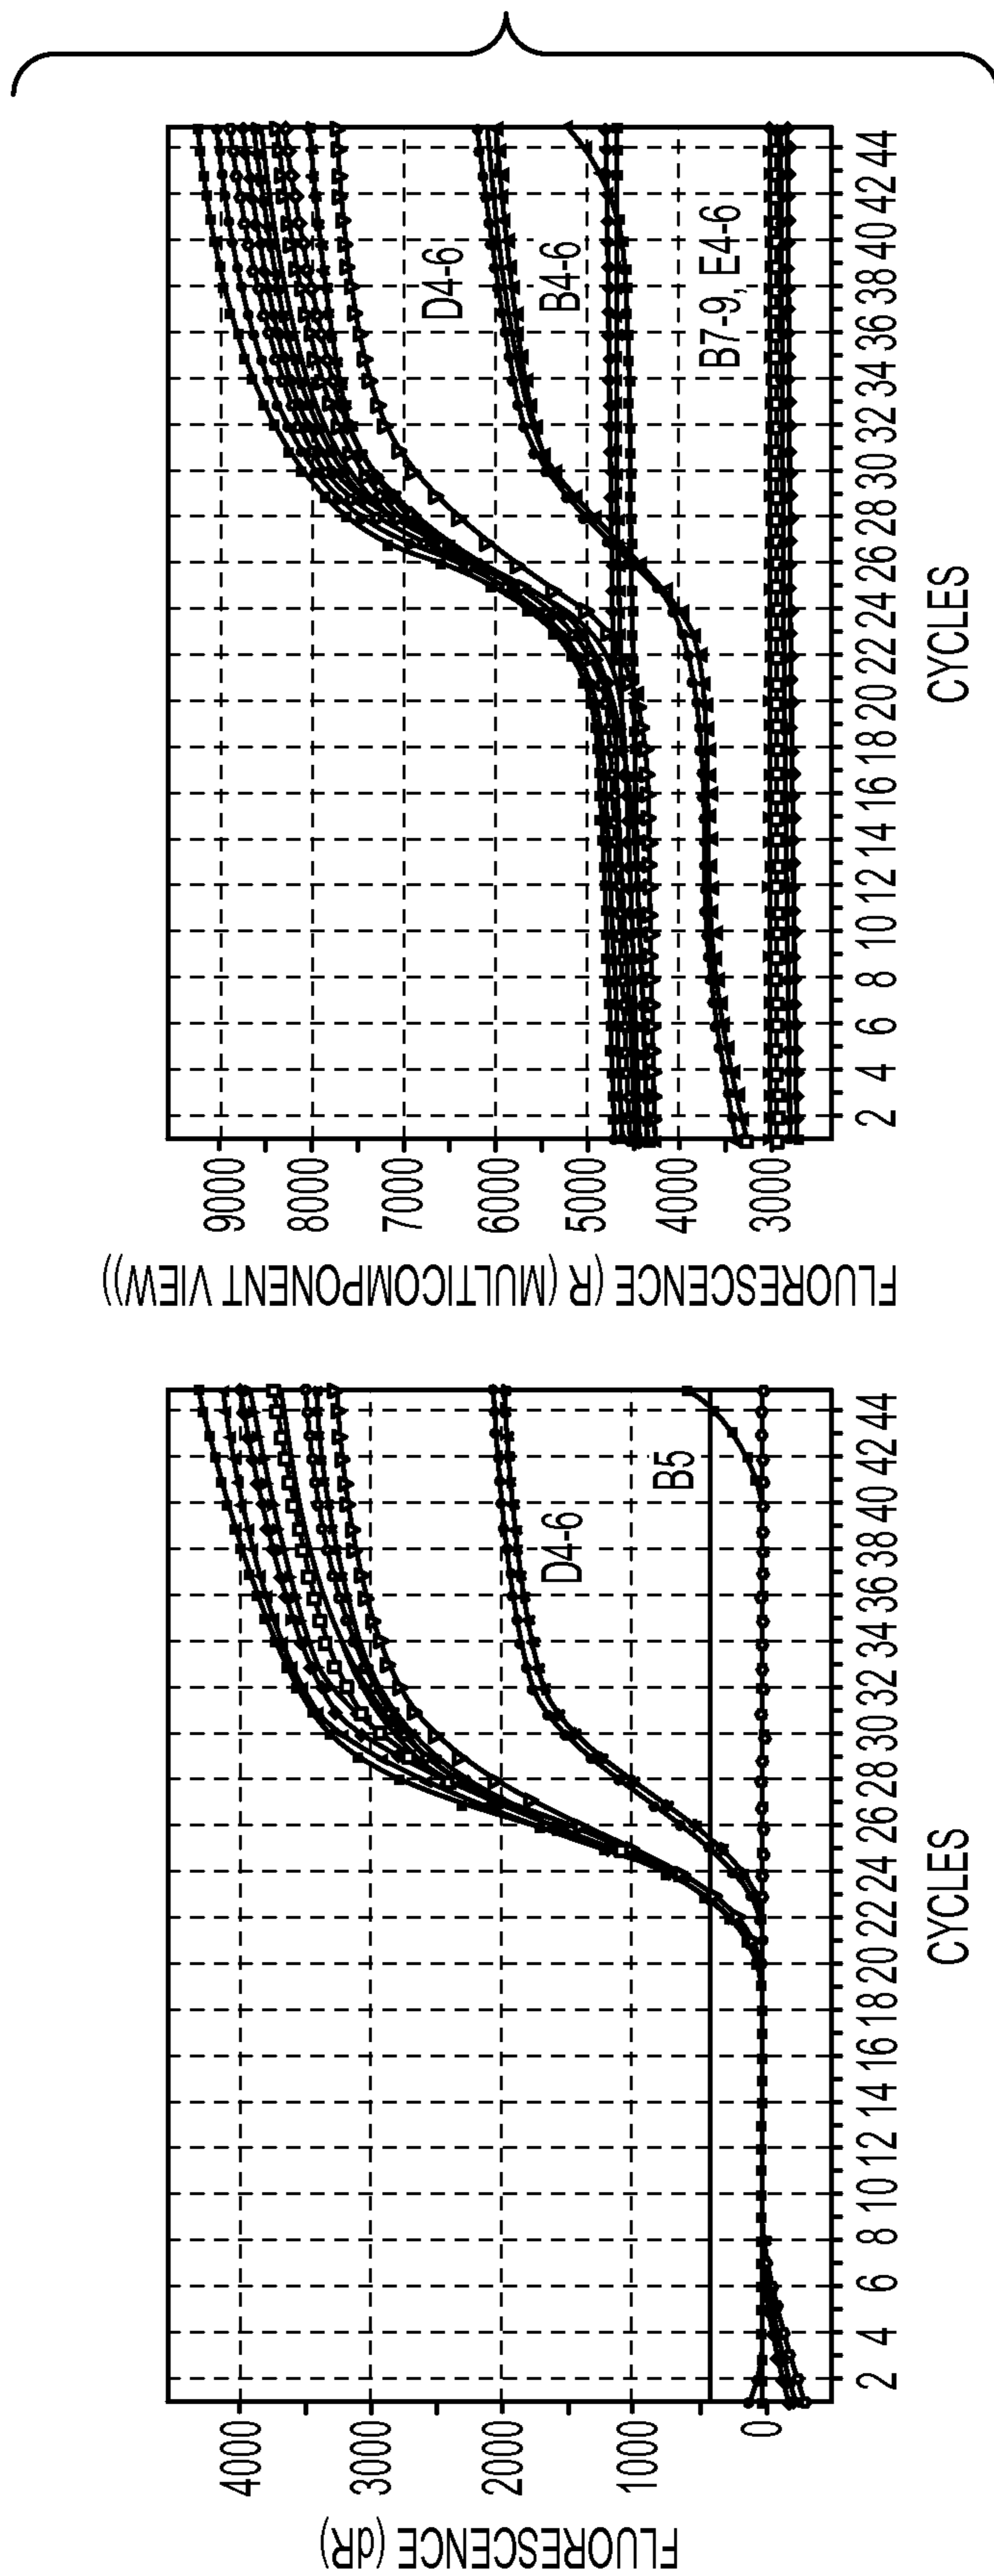 FLUORESCENCE (dR)
4000
3000
2000
1000
0
2 4 6 8 10 12 14 16 18 20 22 24 26 28 30 32 34 36 38 40 42 44
CYCLES
D4-6
B5
FLUORESCENCE (R (MULTICOMPONENT VIEW))
9000
8000
7000
6000
5000
4000
3000
2 4 6 8 10 12 14 16 18 20 22 24 26 28 30 32 34 36 38 40 42 44
CYCLES
D4-6
B4-6
B7-9, E4-6